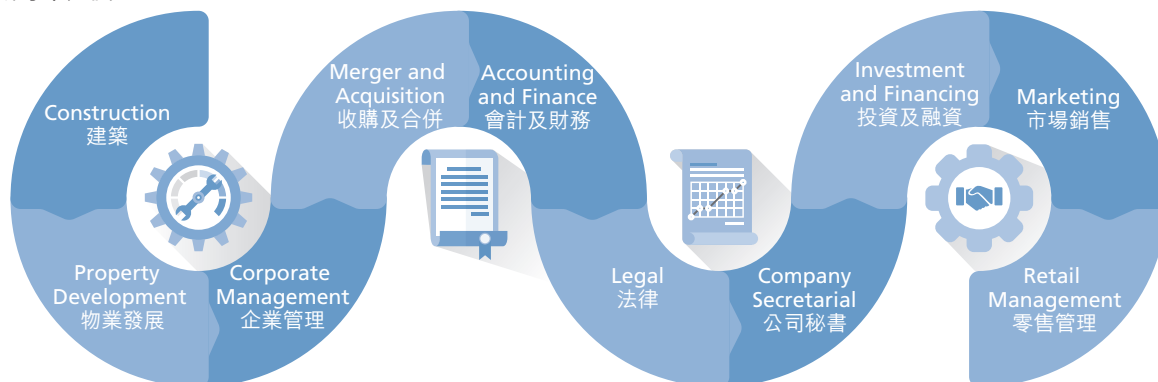 Construction
建築
Property
Development
物業發展
Corporate
Management
企業管理
Merger and
Acquisition
收購及合併
Accounting
and Finance
會計及財務
Legal
法律
Company
Secretarial
公司秘書
Investment
and Financing
投資及融資
Marketing
市場銷售
Retail
Management
零售管理